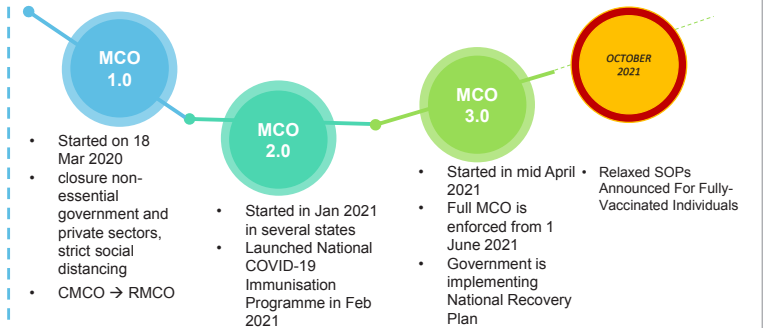 MCO
1.0
• Started on 18
Mar 2020
• closure non-
essential
government and
private sectors,
strict social
distancing
• CMCO → RMCO
MCO
2.0
• Started in Jan 2021
in several states
• Launched National
COVID-19
Immunisation
Programme in Feb
2021
MCO
3.0
• Started in mid April
2021
• Full MCO is
enforced from 1
June 2021
• Government is
implementing
National Recovery
Plan
OCTOBER
2021
• Relaxed SOPs
Announced For Fully-
Vaccinated Individuals